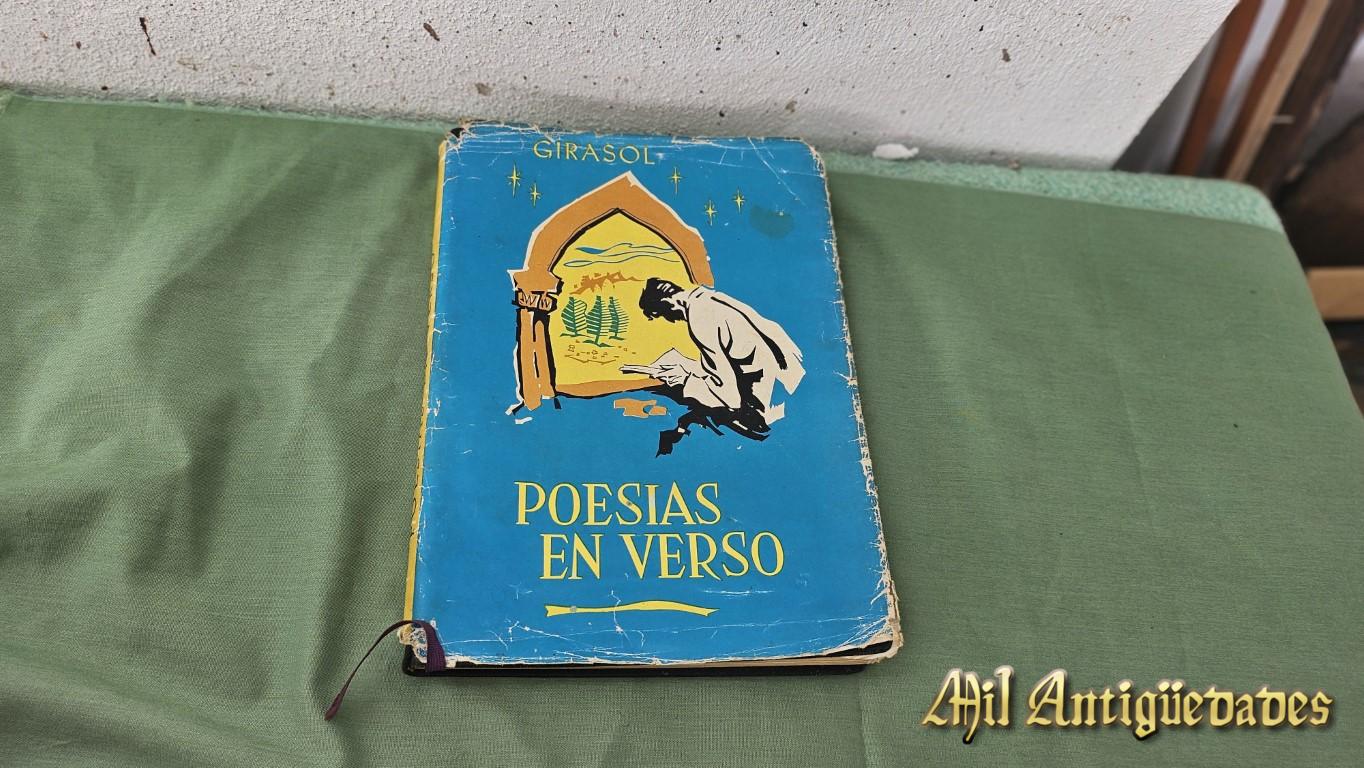 GIRASOL
POESIAS
EN VERSO
Mil Antigüedades